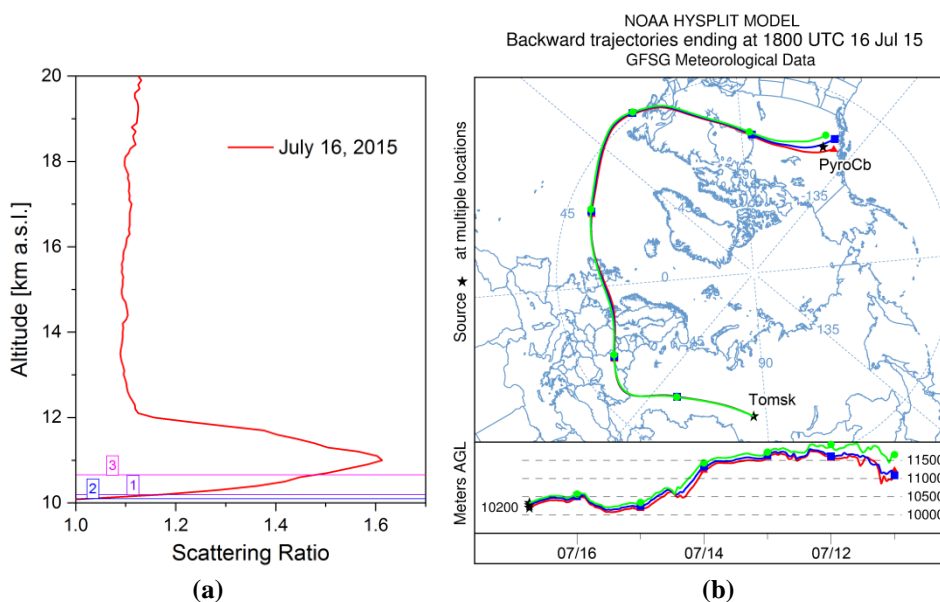 20
18
16
14
12
10
Altitude [km a.s.l.]
July 16, 2015
3
1
2
1.0
1.2
1.4
1.6
Scattering Ratio
(a)
NOAA HYSPLIT MODEL
Backward trajectories ending at 1800 UTC 16 Jul 15
GFSG Meteorological Data
Source ★ at multiple locations
PyroCb
-90
-135
45
-45
0
135
90
Tomsk
Meters AGL
10200
11500
11000
10500
10000
07/16
07/14
07/12
(b)